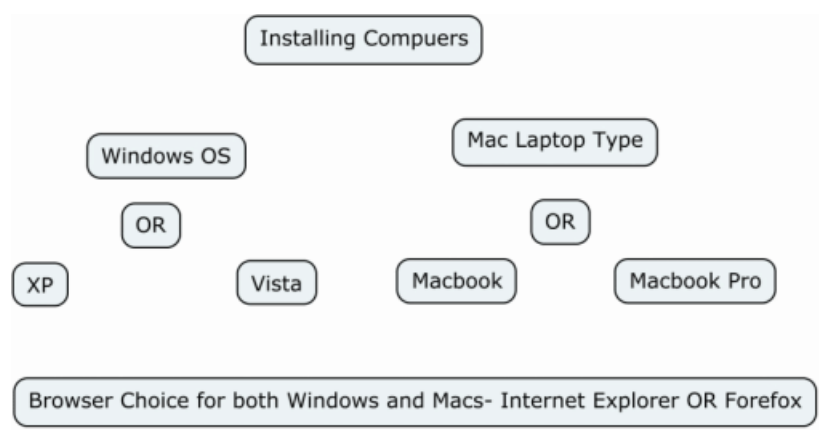 Installing Compuers
Windows OS
Mac Laptop Type
OR
OR
XP
Vista
Macbook
Macbook Pro
Browser Choice for both Windows and Macs- Internet Explorer OR Forefox